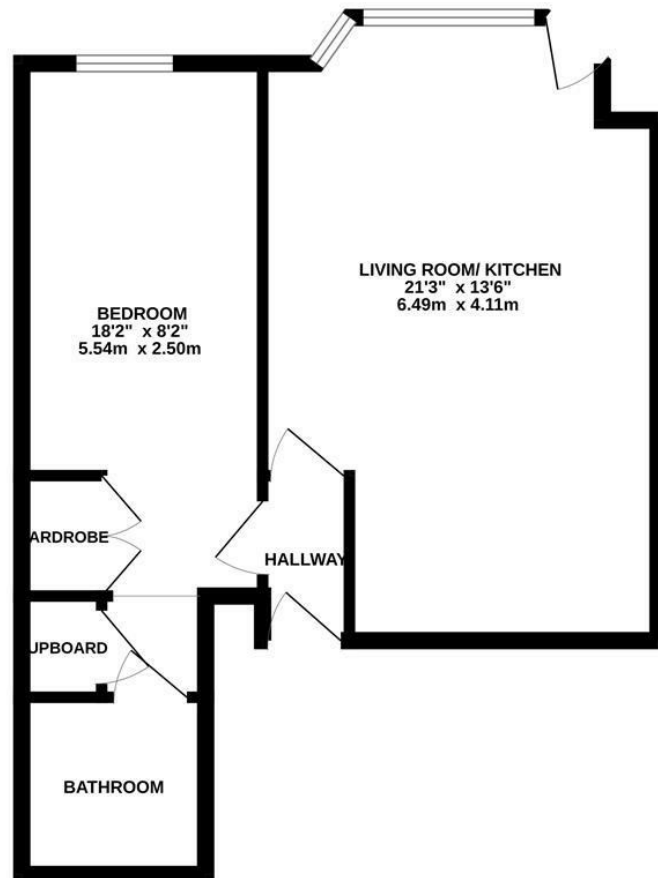 LIVING ROOM/ KITCHEN
21'3" x 13'6"
6.49m x 4.11m
BEDROOM
18'2" x 8'2"
5.54m x 2.50m
ARDROBE
HALLWAY
UPBOARD
BATHROOM